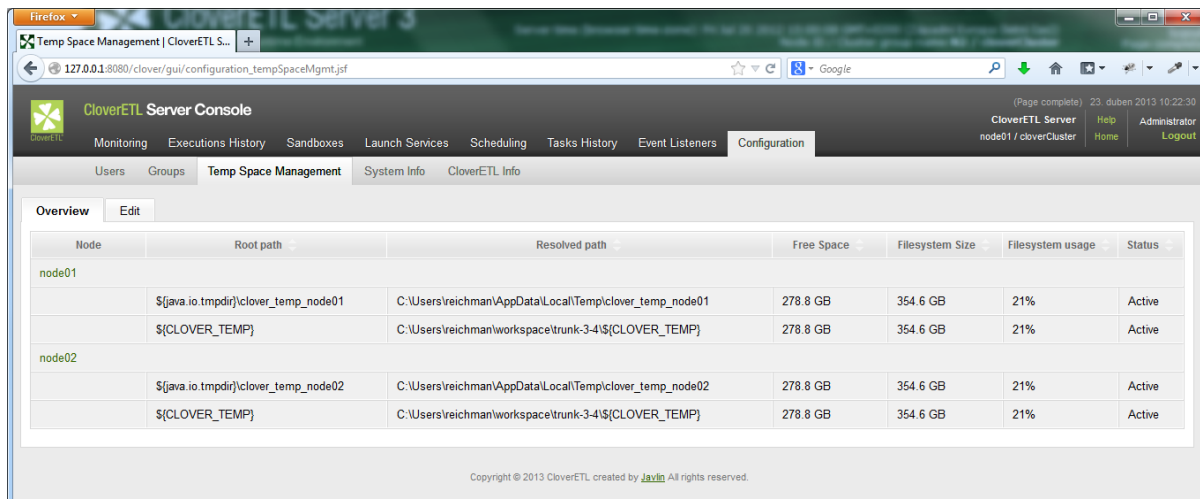 Firefox
Temp Space Management | CloverETL S...
127.0.0.1:8080/clover/gui/configuration_tempSpaceMgmt.jsf
Google
CloverETL
CloverETL Server Console
(Page complete) 23. duben 2013 10:22:30
CloverETL Server Help Administrator
node01 / cloverCluster Home Logout
Monitoring Executions History Sandboxes Launch Services Scheduling Tasks History Event Listeners Configuration
Users Groups Temp Space Management System Info CloverETL Info
Overview Edit
Node Root path Resolved path Free Space Filesystem Size Filesystem usage Status
node01
${java.io.tmpdir}\clover_temp_node01 C:\Users\reichman\AppData\Local\Temp\clover_temp_node01 278.8 GB 354.6 GB 21% Active
${CLOVER_TEMP} C:\Users\reichman\workspace\trunk-3-4\${CLOVER_TEMP} 278.8 GB 354.6 GB 21% Active
node02
${java.io.tmpdir}\clover_temp_node02 C:\Users\reichman\AppData\Local\Temp\clover_temp_node02 278.8 GB 354.6 GB 21% Active
${CLOVER_TEMP} C:\Users\reichman\workspace\trunk-3-4\${CLOVER_TEMP} 278.8 GB 354.6 GB 21% Active
Copyright © 2013 CloverETL created by Javlin All rights reserved.